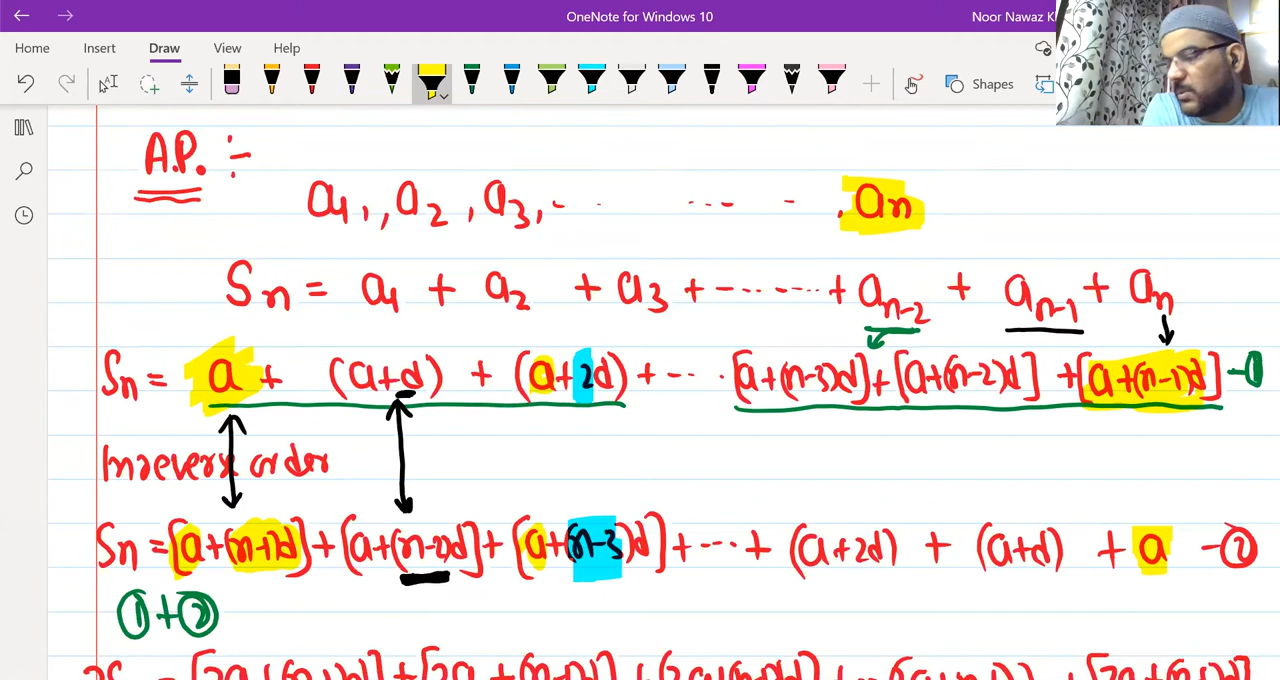 OneNote for Windows 10
Noor Nawaz K
Home Insert Draw View Help
Shapes
A.P. :-
a1, a2, a3, - . . ... . - . an
Sn = a1 + a2 + a3 + ------ + an-2 + an-1 + an
Sn = a + (a+d) + (a+2d) + -- . [a+(n-3)d] + [a+(n-2)d] + [a+(n-1)d] - ①
In revers order
Sn = [a+(n-1)d] + [a+(n-2)d] + [a+(n-3)d] + -.. + (a+2d) + (a+d) + a - ②
① + ②